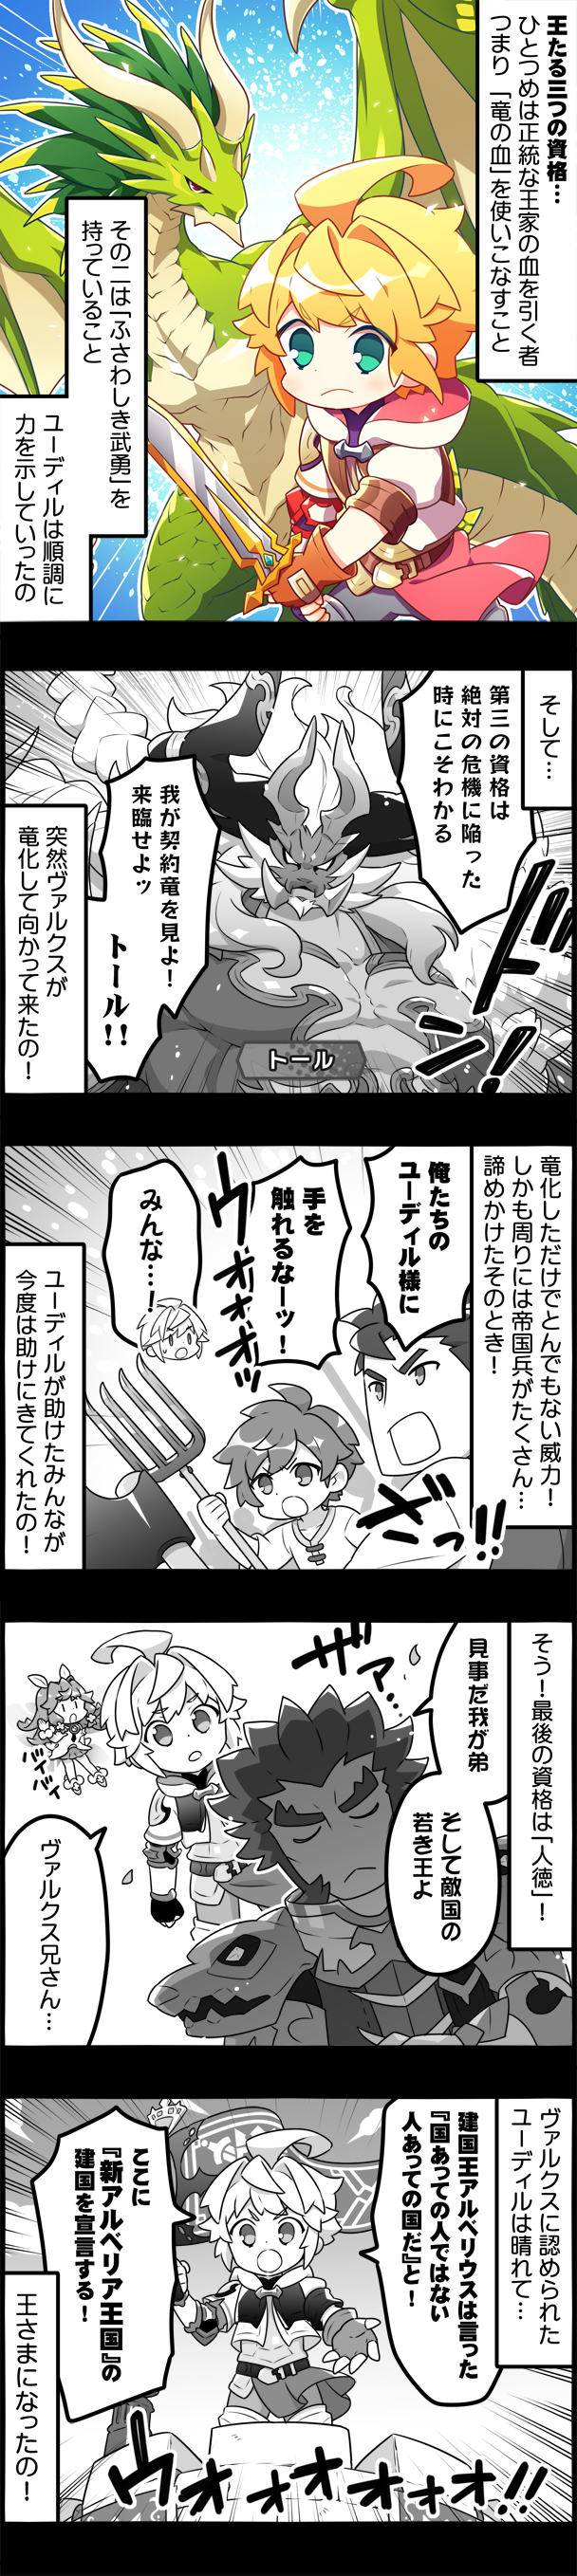 王たる三つの資格…
ひとつめは正統な王家の血を引く者
つまり「竜の血」を使いこなすこと
その二は「ふさわしき武勇」を
持っていること
ユーディルは順調に
力を示していったの
そして…
第三の資格は
絶対の危機に陥った
時にこそわかる
我が契約竜を見よ！
来臨せよッ
トール！！
ドドン！
トール
突然ヴァルクスが
竜化して向かって来たの！
竜化しただけでとんでもない威力！
しかも周りには帝国兵がたくさん…
諦めかけたそのとき！
俺たちの
ユーディル様に
手を
触れるなーッ！
ウオォオオッ
みんな…！
ざっ!!
ユーディルが助けたみんなが
今度は助けにきてくれたの！
そう！最後の資格は「人徳」！
見事だ我が弟
そして敵国の
若き王よ
ザァァ…
バイバイ
ヴァルクス兄さん…
ヴァルクスに認められた
ユーディルは晴れて…
建国王アルベリウスは言った
『国あっての人ではない
人あっての国だ』と！
ここに
『新アルベリア王国』の
建国を宣言する！
ウオオオォォォ!!
王さまになったの！